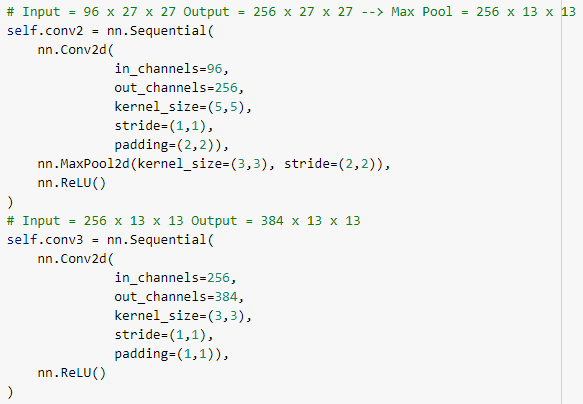 # Input = 96 x 27 x 27 Output = 256 x 27 x 27 --> Max Pool = 256 x 13 x 13
self.conv2 = nn.Sequential(
    nn.Conv2d(
              in_channels=96,
              out_channels=256,
              kernel_size=(5,5),
              stride=(1,1),
              padding=(2,2)),
    nn.MaxPool2d(kernel_size=(3,3), stride=(2,2)),
    nn.ReLU()
)
# Input = 256 x 13 x 13 Output = 384 x 13 x 13
self.conv3 = nn.Sequential(
    nn.Conv2d(
              in_channels=256,
              out_channels=384,
              kernel_size=(3,3),
              stride=(1,1),
              padding=(1,1)),
    nn.ReLU()
)